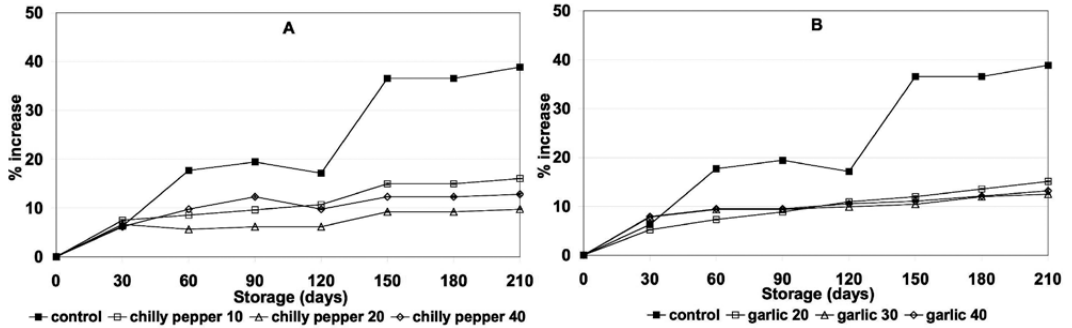 A
% increase
50
40
30
20
10
0
0 30 60 90 120 150 180 210
Storage (days)
control chilly pepper 10 chilly pepper 20 chilly pepper 40
B
% increase
50
40
30
20
10
0
0 30 60 90 120 150 180 210
Storage (days)
control garlic 20 garlic 30 garlic 40